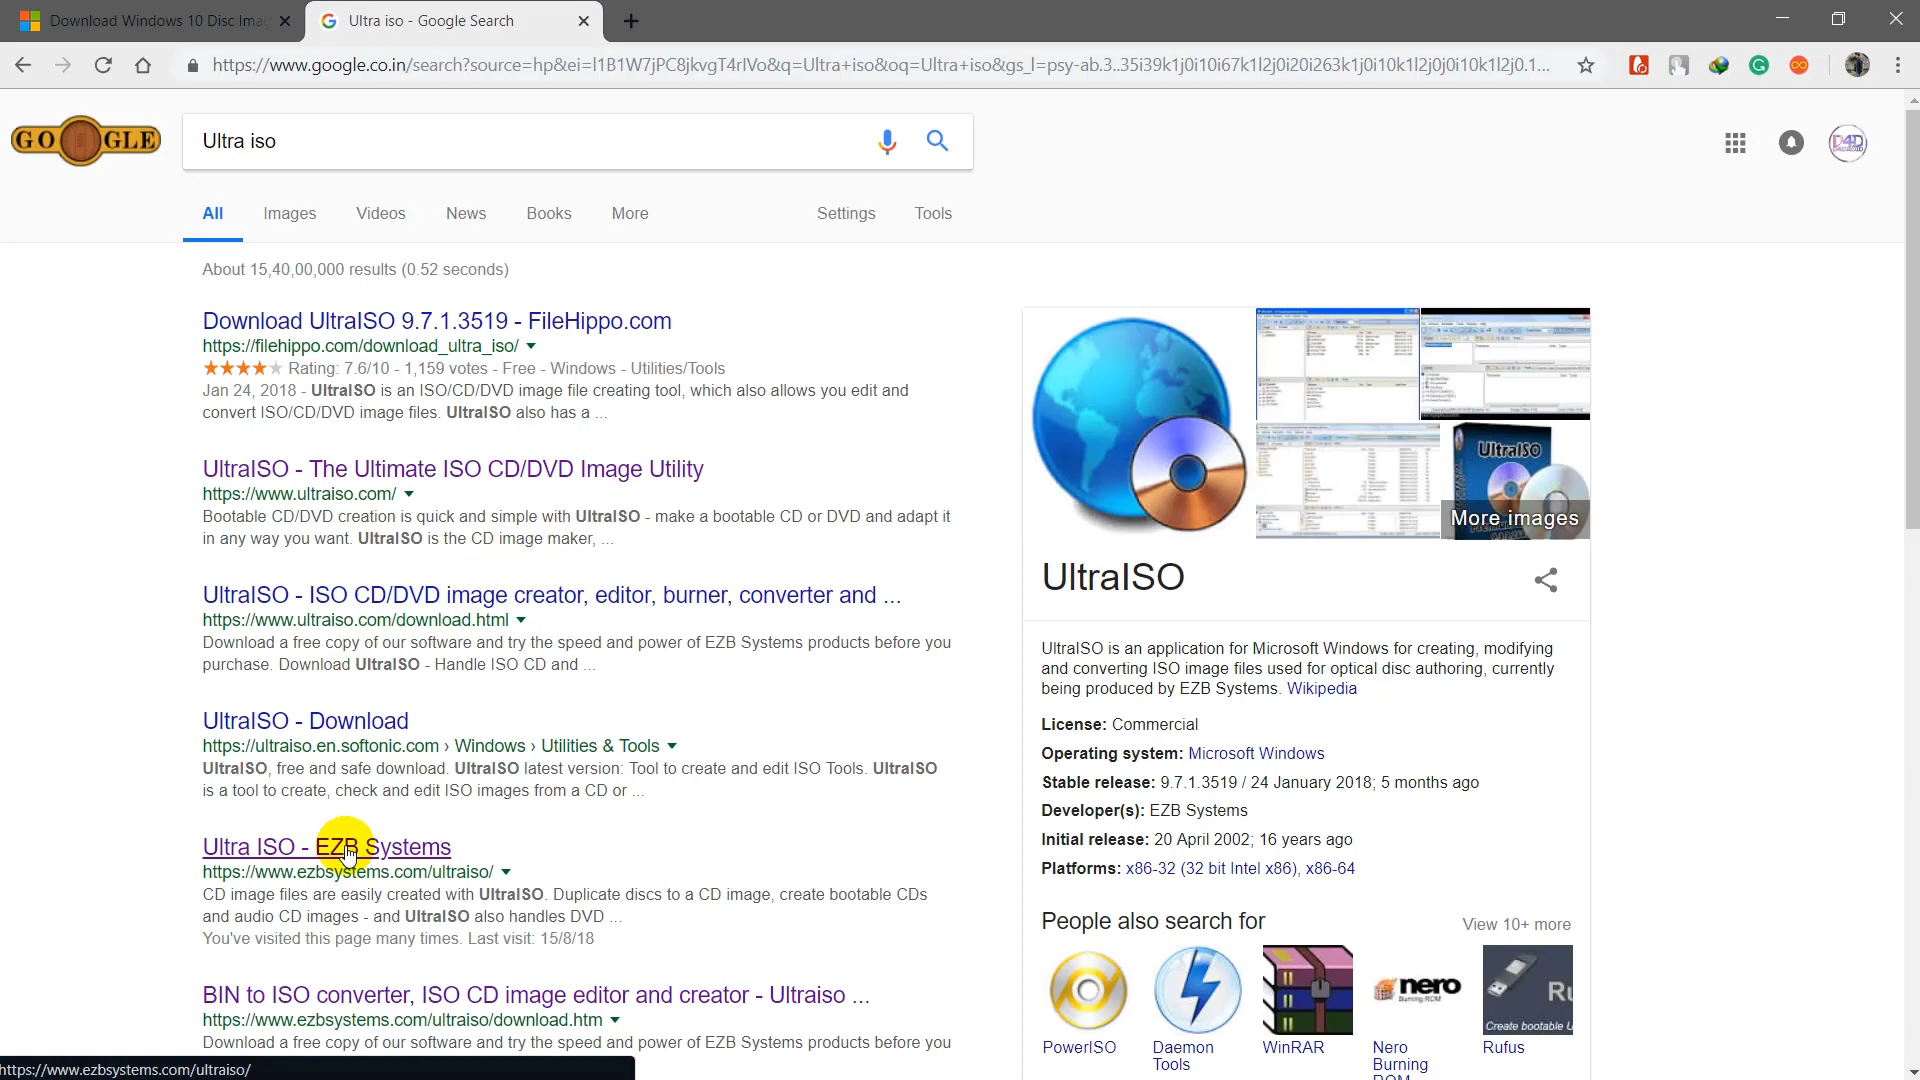 Download Windows 10 Disc Ima
Ultra iso - Google Search
https://www.google.co.in/search?source=hp&ei=l1B1W7jPC8jkvgT4rIVo&q=Ultra+iso&oq=Ultra+iso&gs_l=psy-ab.3..35i39k1j0i10i67k1l2j0i20i263k1j0i10k1l2j0j0i10k1l2j0.1...
GO GLE
Ultra iso
D4D
All
Images
Videos
News
Books
More
Settings
Tools
About 15,40,00,000 results (0.52 seconds)
Download UltraISO 9.7.1.3519 - FileHippo.com
https://filehippo.com/download_ultra_iso/
Rating: 7.6/10 - 1,159 votes - Free - Windows - Utilities/Tools
Jan 24, 2018 - UltraISO is an ISO/CD/DVD image file creating tool, which also allows you edit and
convert ISO/CD/DVD image files. UltraISO also has a ...
UltraISO - The Ultimate ISO CD/DVD Image Utility
https://www.ultraiso.com/
Bootable CD/DVD creation is quick and simple with UltraISO - make a bootable CD or DVD and adapt it
in any way you want. UltraISO is the CD image maker, ...
UltraISO - ISO CD/DVD image creator, editor, burner, converter and ...
https://www.ultraiso.com/download.html
Download a free copy of our software and try the speed and power of EZB Systems products before you
purchase. Download UltraISO - Handle ISO CD and ...
UltraISO - Download
https://ultraiso.en.softonic.com › Windows › Utilities & Tools
UltraISO, free and safe download. UltraISO latest version: Tool to create and edit ISO Tools. UltraISO
is a tool to create, check and edit ISO images from a CD or ...
Ultra ISO - EZB Systems
https://www.ezbsystems.com/ultraiso/
CD image files are easily created with UltraISO. Duplicate discs to a CD image, create bootable CDs
and audio CD images - and UltraISO also handles DVD ...
You've visited this page many times. Last visit: 15/8/18
BIN to ISO converter, ISO CD image editor and creator - Ultraiso ...
https://www.ezbsystems.com/ultraiso/download.htm
Download a free copy of our software and try the speed and power of EZB Systems products before you
https://www.ezbsystems.com/ultraiso/
UltraISO
More images
UltraISO
UltraISO is an application for Microsoft Windows for creating, modifying
and converting ISO image files used for optical disc authoring, currently
being produced by EZB Systems. Wikipedia
License: Commercial
Operating system: Microsoft Windows
Stable release: 9.7.1.3519 / 24 January 2018; 5 months ago
Developer(s): EZB Systems
Initial release: 20 April 2002; 16 years ago
Platforms: x86-32 (32 bit Intel x86), x86-64
People also search for
View 10+ more
nero
Burning ROM
Ru
Create bootable U
PowerISO
Daemon
Tools
WinRAR
Nero
Burning
ROM
Rufus